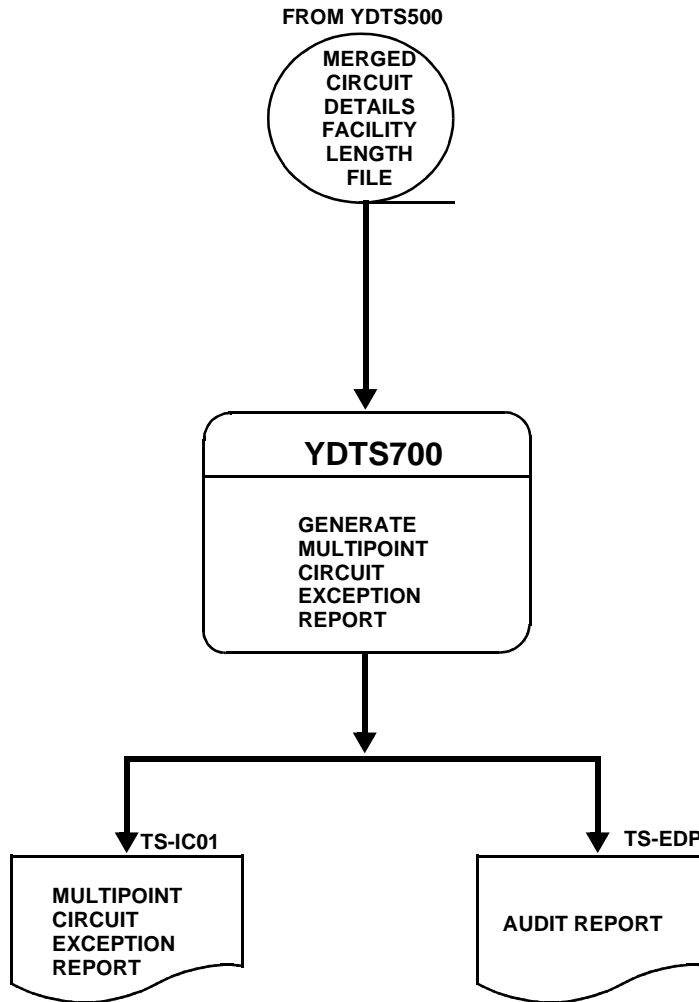 FROM YDTS500
MERGED
CIRCUIT
DETAILS
FACILITY
LENGTH
FILE
YDTS700
GENERATE
MULTIPOINT
CIRCUIT
EXCEPTION
REPORT
TS-IC01
MULTIPOINT
CIRCUIT
EXCEPTION
REPORT
TS-EDP
AUDIT REPORT